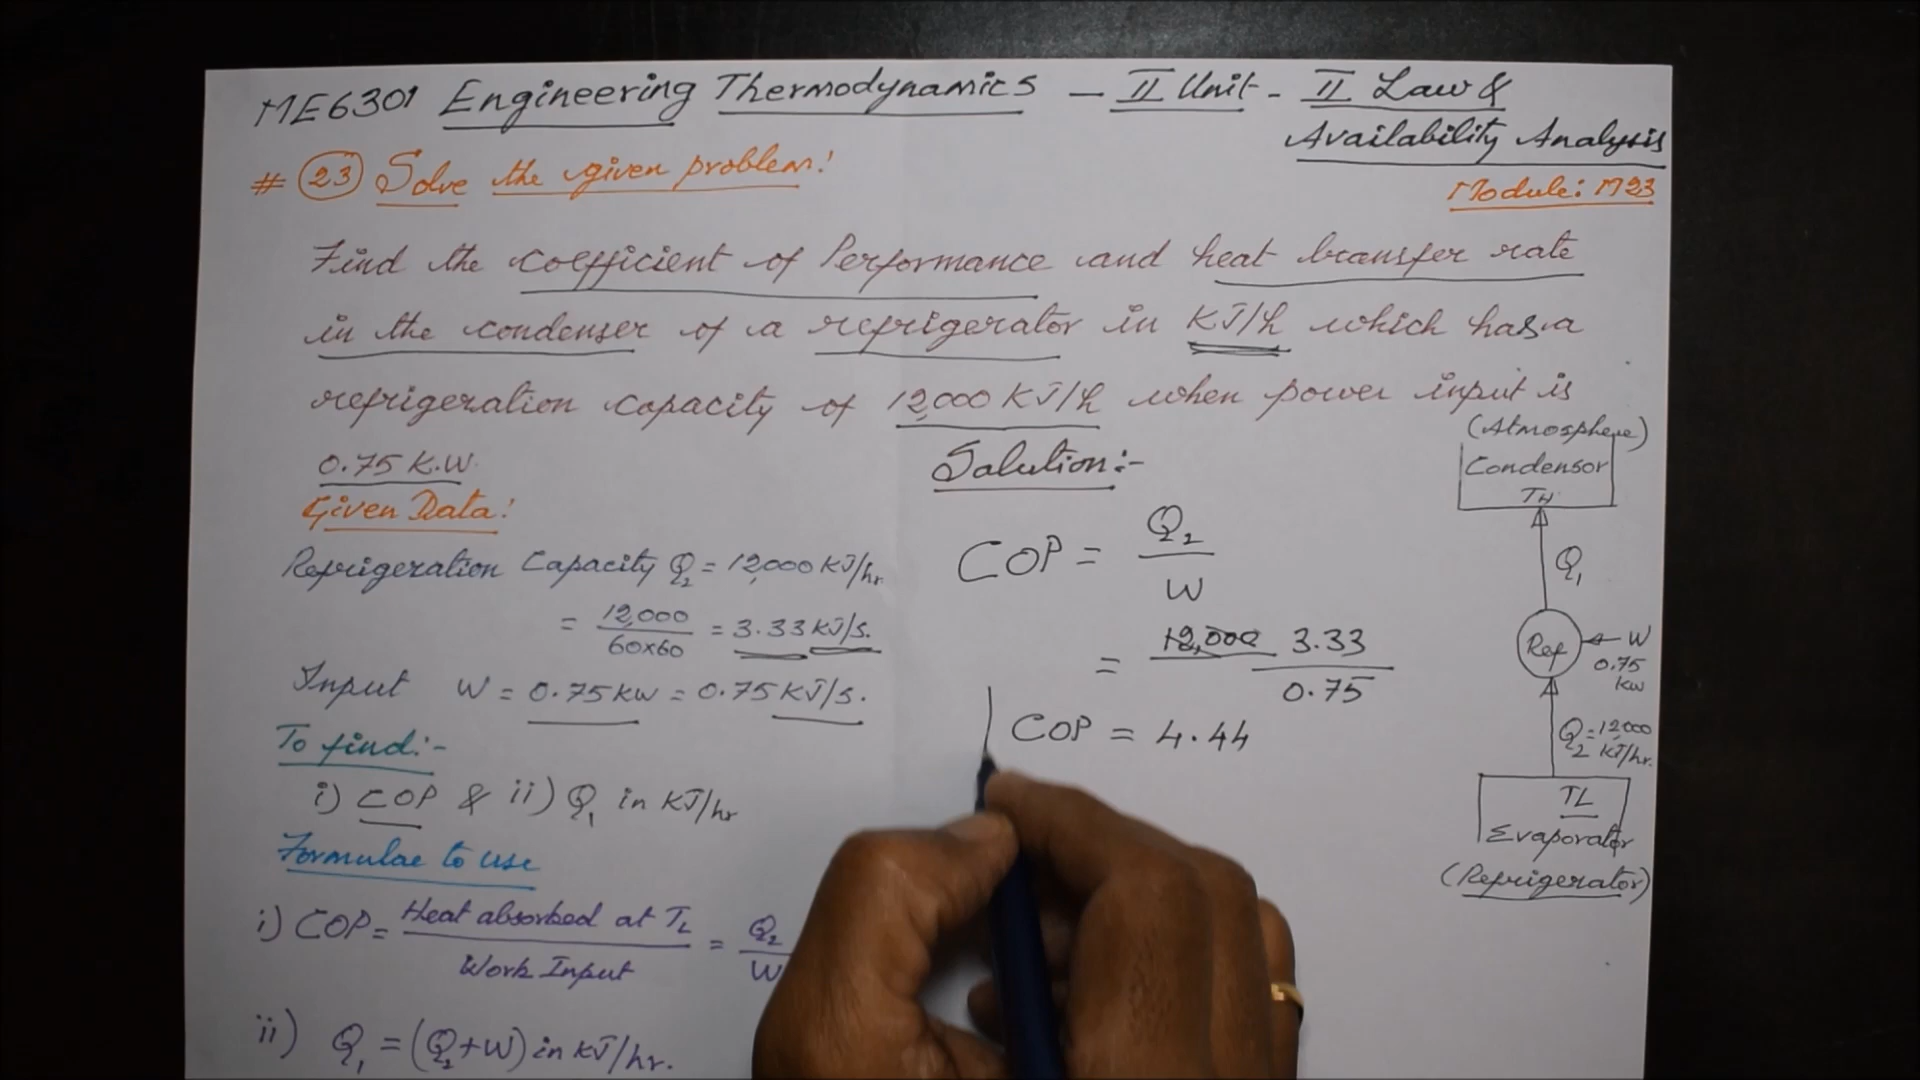 ME6301 Engineering Thermodynamics - II Unit - II Law &
Availability Analysis
# 23 Solve the given problem!
Module: M23
Find the coefficient of Performance and heat transfer rate
in the condenser of a refrigerator in KJ/h which has a
refrigeration capacity of 12,000 KJ/h when power input is
0.75 K.W.
Given Data:
Refrigeration Capacity Q2 = 12,000 KJ/hr
= 12,000 / 60x60 = 3.33 KJ/s.
Input W = 0.75 KW = 0.75 KJ/s.
To find:-
i) COP & ii) Q1 in KJ/hr
Formulae to use
i) COP = Heat absorbed at TL / Work Input = Q2 / W
ii) Q1 = (Q2+W) in KJ/hr.
Solution:-
COP = Q2 / W
= 12,000 3.33 / 0.75
COP = 4.44
(Atmosphere)
Condensor
TH
Q1
Ref
W
0.75
KW
Q2 = 12,000
KJ/hr.
TL
Evaporator
(Refrigerator)